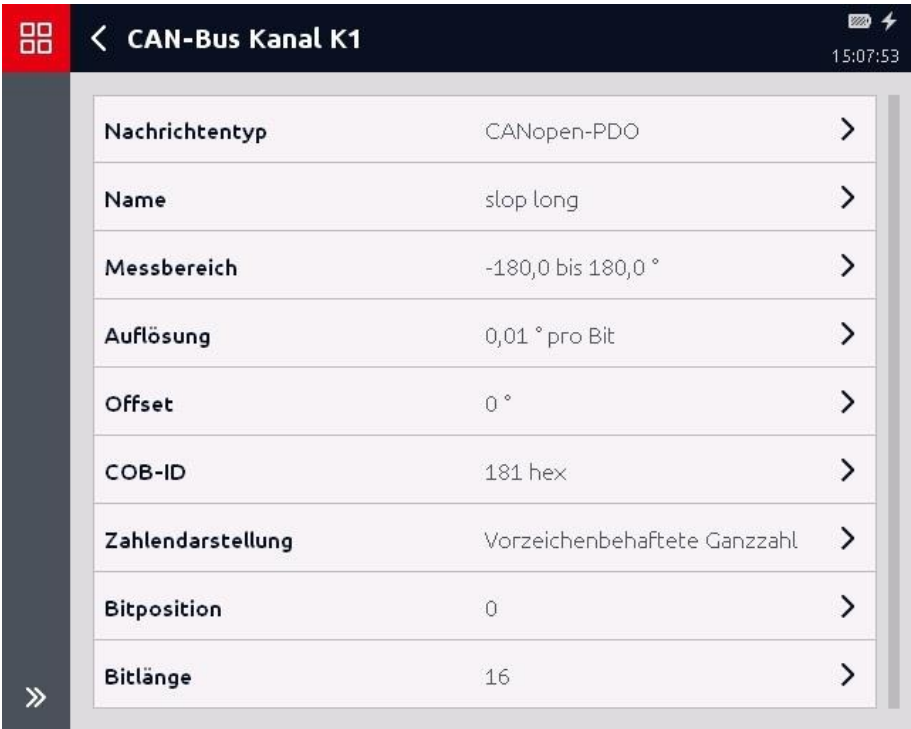 CAN-Bus Kanal K1
15:07:53
Nachrichtentyp CANopen-PDO
Name slop long
Messbereich -180,0 bis 180,0 °
Auflösung 0,01 ° pro Bit
Offset 0 °
COB-ID 181 hex
Zahlendarstellung Vorzeichenbehaftete Ganzzahl
Bitposition 0
Bitlänge 16